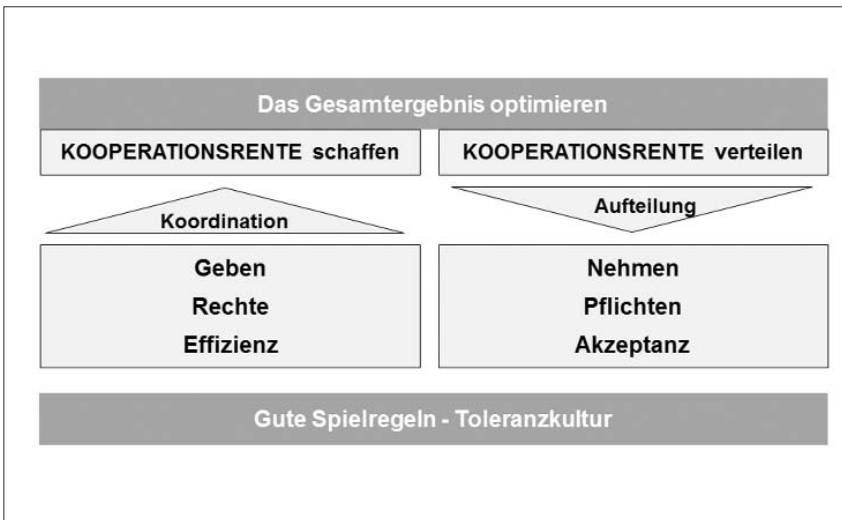 Das Gesamtergebnis optimieren
KOOPERATIONSRENTE schaffen
KOOPERATIONSRENTE verteilen
Koordination
Aufteilung
Geben
Rechte
Effizienz
Nehmen
Pflichten
Akzeptanz
Gute Spielregeln - Toleranzkultur